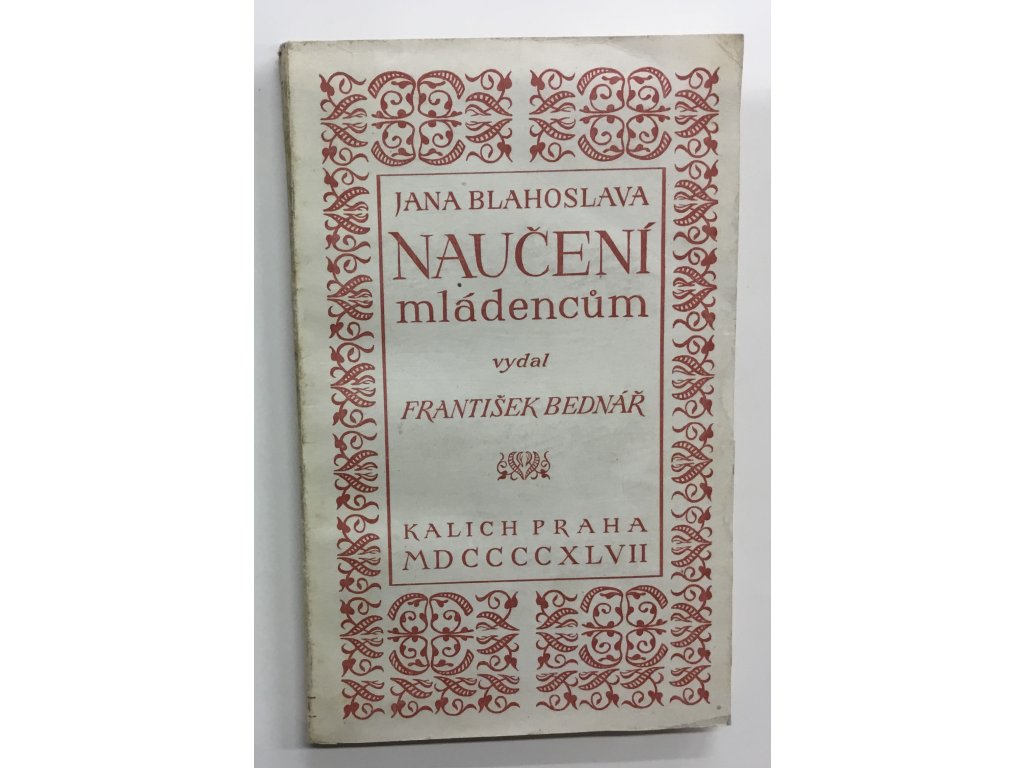 JANA BLAHOSLAVA
NAUČENÍ
mládencům
vydal
FRANTIŠEK BEDNÁŘ
KALICH PRAHA
MDCCCCXLVII